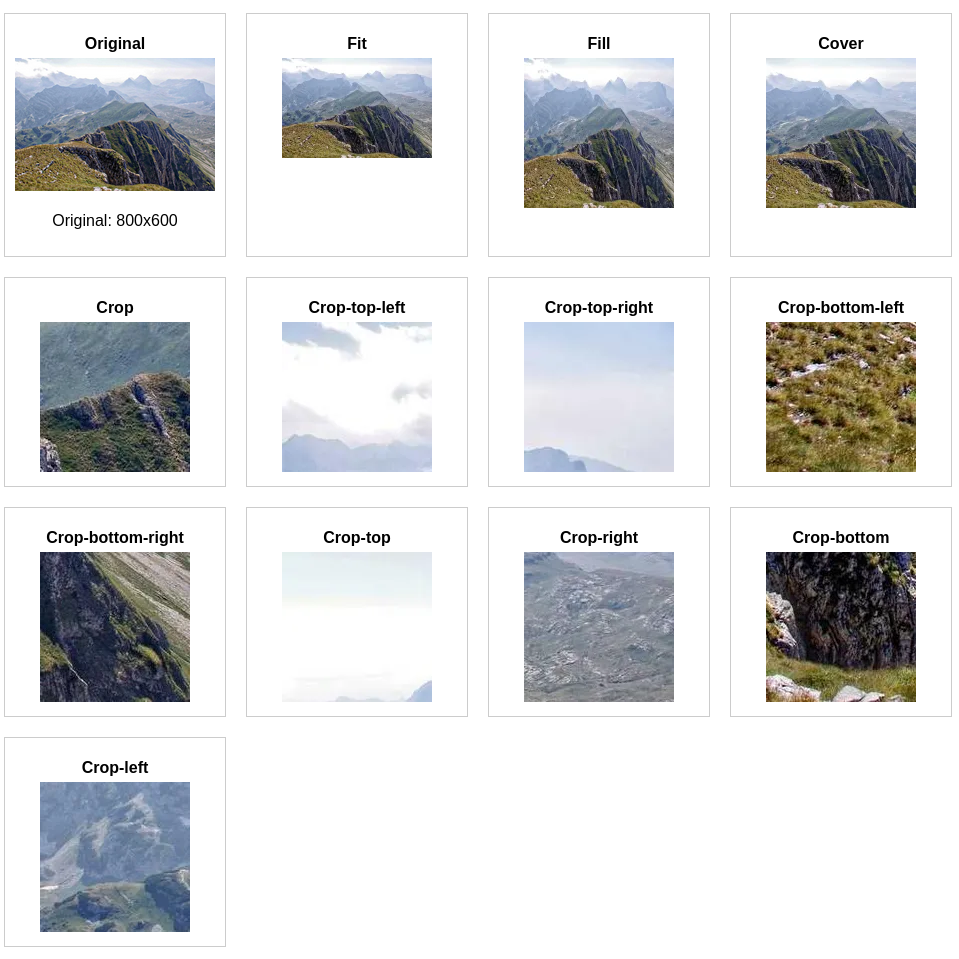 Original
Fit
Fill
Cover
Original: 800x600
Crop
Crop-top-left
Crop-top-right
Crop-bottom-left
Crop-bottom-right
Crop-top
Crop-right
Crop-bottom
Crop-left